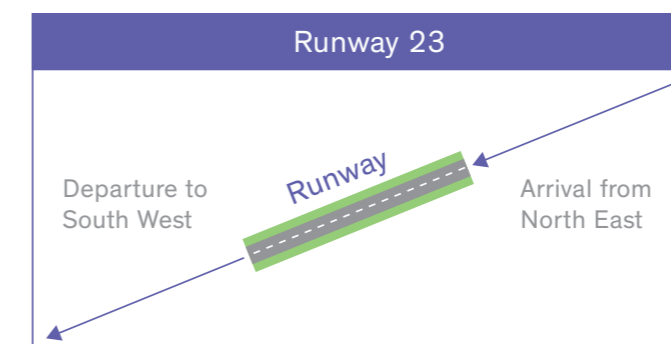 Runway 23
Runway
Departure to
South West
Arrival from
North East